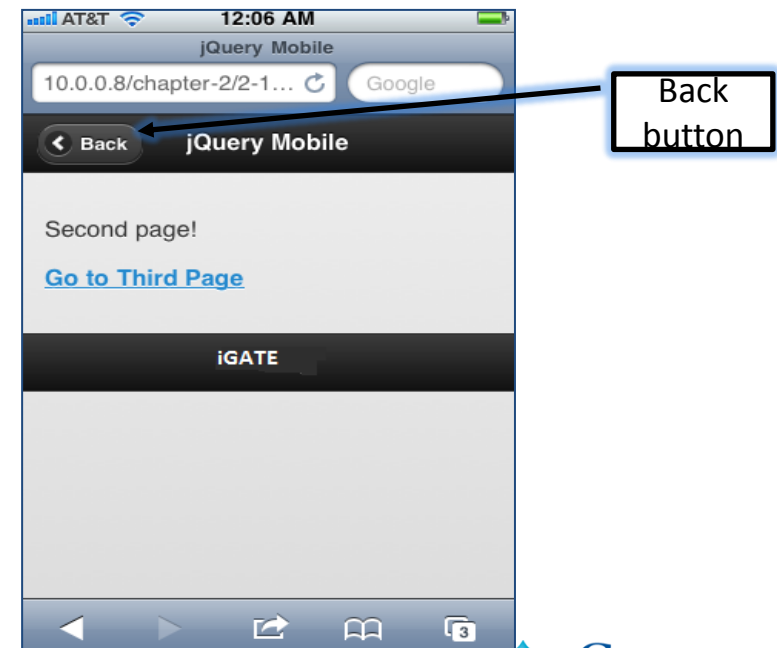 AT&T 12:06 AM
jQuery Mobile
10.0.0.8/chapter-2/2-1... Google
Back jQuery Mobile
Back
button
Second page!
Go to Third Page
iGATE
3